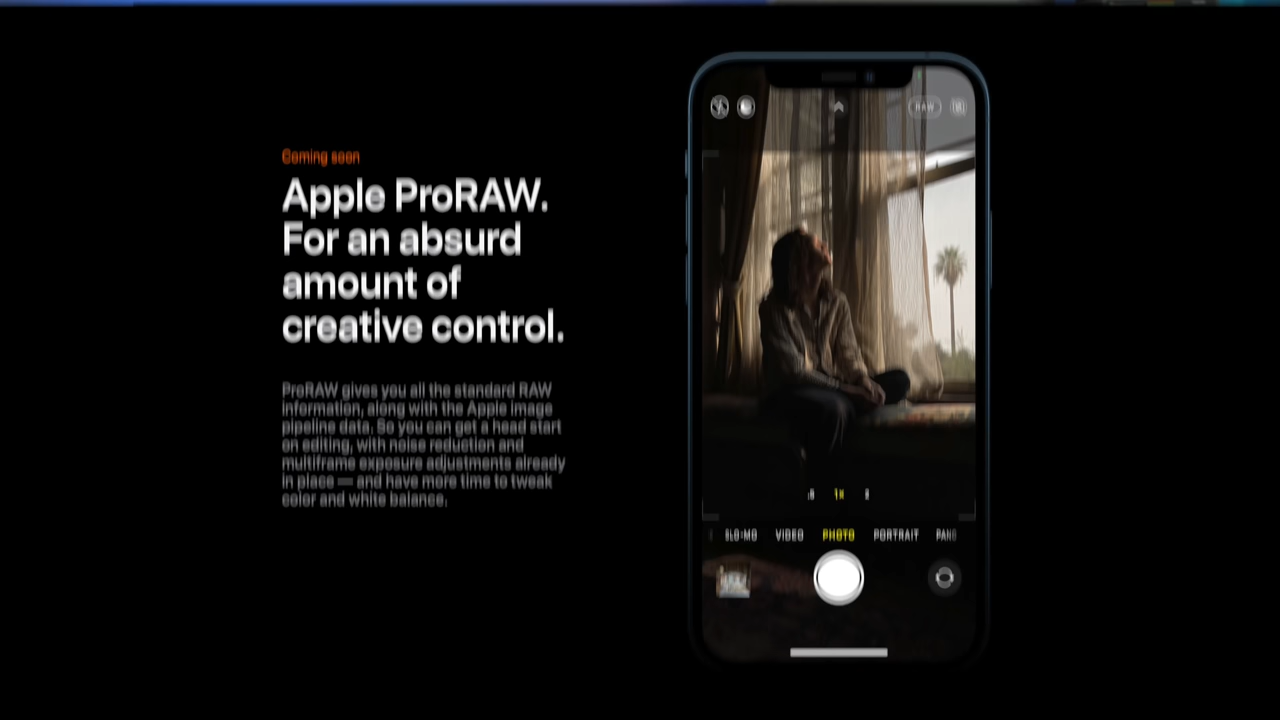 Coming soon
Apple ProRAW.
For an absurd
amount of
creative control.
ProRAW gives you all the standard RAW
information, along with the Apple image
pipeline data. So you can get a head start
on editing, with noise reduction and
multiframe exposure adjustments already
in place — and have more time to tweak
color and white balance.
RAW
1×
SLO-MO VIDEO PHOTO PORTRAIT PANO